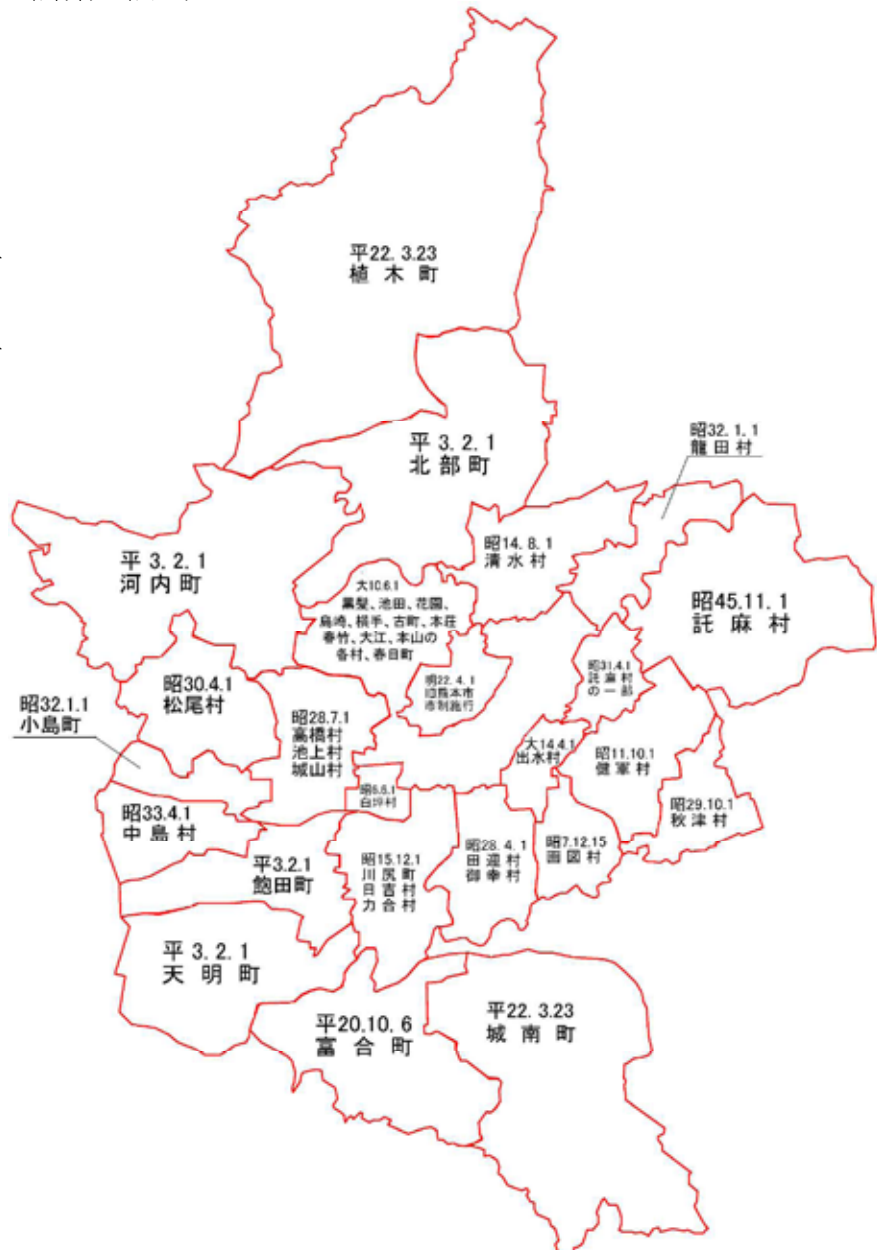 平22.3.23
植木町
平3.2.1
北部町
昭32.1.1
龍田村
昭14.8.1
清水村
平3.2.1
河内町
大10.6.1
黒髪、池田、花園、
島崎、横手、古町、本荘
春竹、大江、本山の
各村、春日町
昭45.11.1
託麻村
明22.4.1
旧熊本市
市制施行
昭31.4.1
託麻村
の一部
昭30.4.1
松尾村
昭32.1.1
小島町
昭28.7.1
高橋村
池上村
城山村
大14.4.1
出水村
昭11.10.1
健軍村
昭6.6.1
白坪村
昭29.10.1
秋津村
昭33.4.1
中島村
平3.2.1
飽田町
昭15.12.1
川尻町
日吉村
力合村
昭28.4.1
田迎村
御幸村
昭7.12.15
画図村
平3.2.1
天明町
平20.10.6
富合町
平22.3.23
城南町